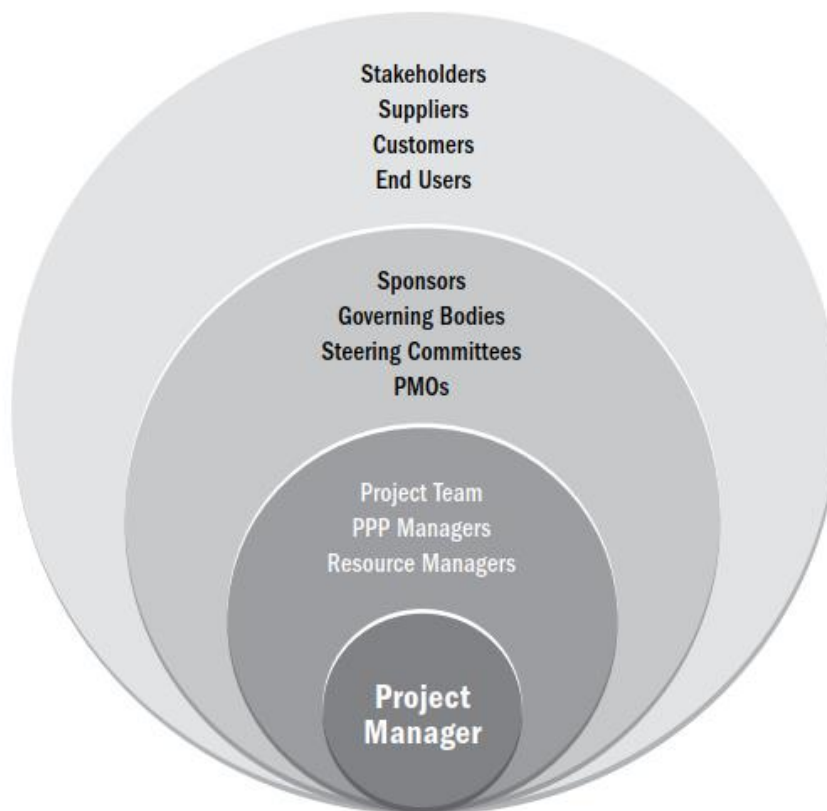 Stakeholders
Suppliers
Customers
End Users
Sponsors
Governing Bodies
Steering Committees
PMOs
Project Team
PPP Managers
Resource Managers
Project
Manager